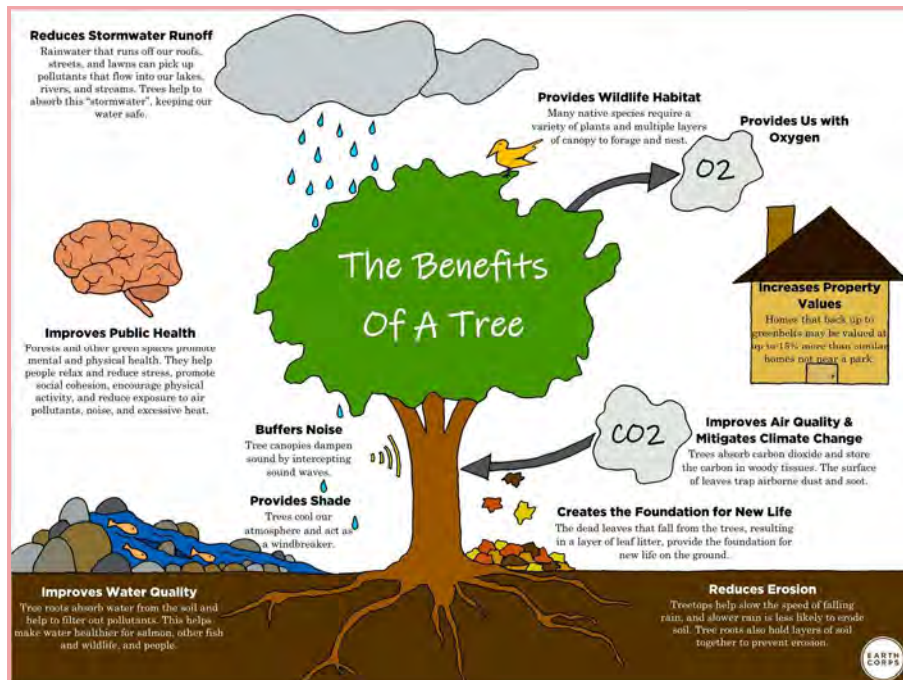 Reduces Stormwater Runoff
Rainwater that runs off our roofs,
streets, and lawns can pick up
pollutants that flow into our lakes,
rivers, and streams. Trees help to
absorb this "stormwater", keeping our
water safe.
Provides Wildlife Habitat
Many native species require a
variety of plants and multiple layers
of canopy to forage and nest.
Provides Us with
Oxygen
O2
The Benefits
Of A Tree
Improves Public Health
Forests and other green spaces promote
mental and physical health. They help
people relax and reduce stress, promote
social cohesion, encourage physical
activity, and reduce exposure to air
pollutants, noise, and excessive heat.
Increases Property
Values
Homes that back up to
greenbelts may be valued at
up to 15% more than similar
homes not near a park.
Buffers Noise
Tree canopies dampen
sound by intercepting
sound waves.
CO2
Improves Air Quality &
Mitigates Climate Change
Trees absorb carbon dioxide and store
the carbon in woody tissues. The surface
of leaves trap airborne dust and soot.
Provides Shade
Trees cool our
atmosphere and act as
a windbreaker.
Creates the Foundation for New Life
The dead leaves that fall from the trees, resulting
in a layer of leaf litter, provide the foundation for
new life on the ground.
Improves Water Quality
Tree roots absorb water from the soil and
help to filter out pollutants. This helps
make water healthier for salmon, other fish
and wildlife, and people.
Reduces Erosion
Treetops help slow the speed of falling
rain, and slower rain is less likely to erode
soil. Tree roots also hold layers of soil
together to prevent erosion.
EARTH
CORPS